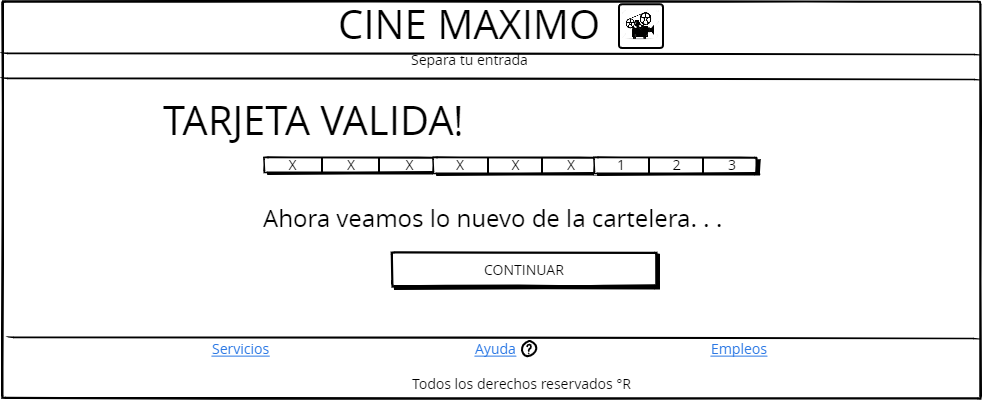 CINE MAXIMO
Separa tu entrada
TARJETA VALIDA!
X X X X X X 1 2 3
Ahora veamos lo nuevo de la cartelera. . .
CONTINUAR
Servicios Ayuda ? Empleos
Todos los derechos reservados °R